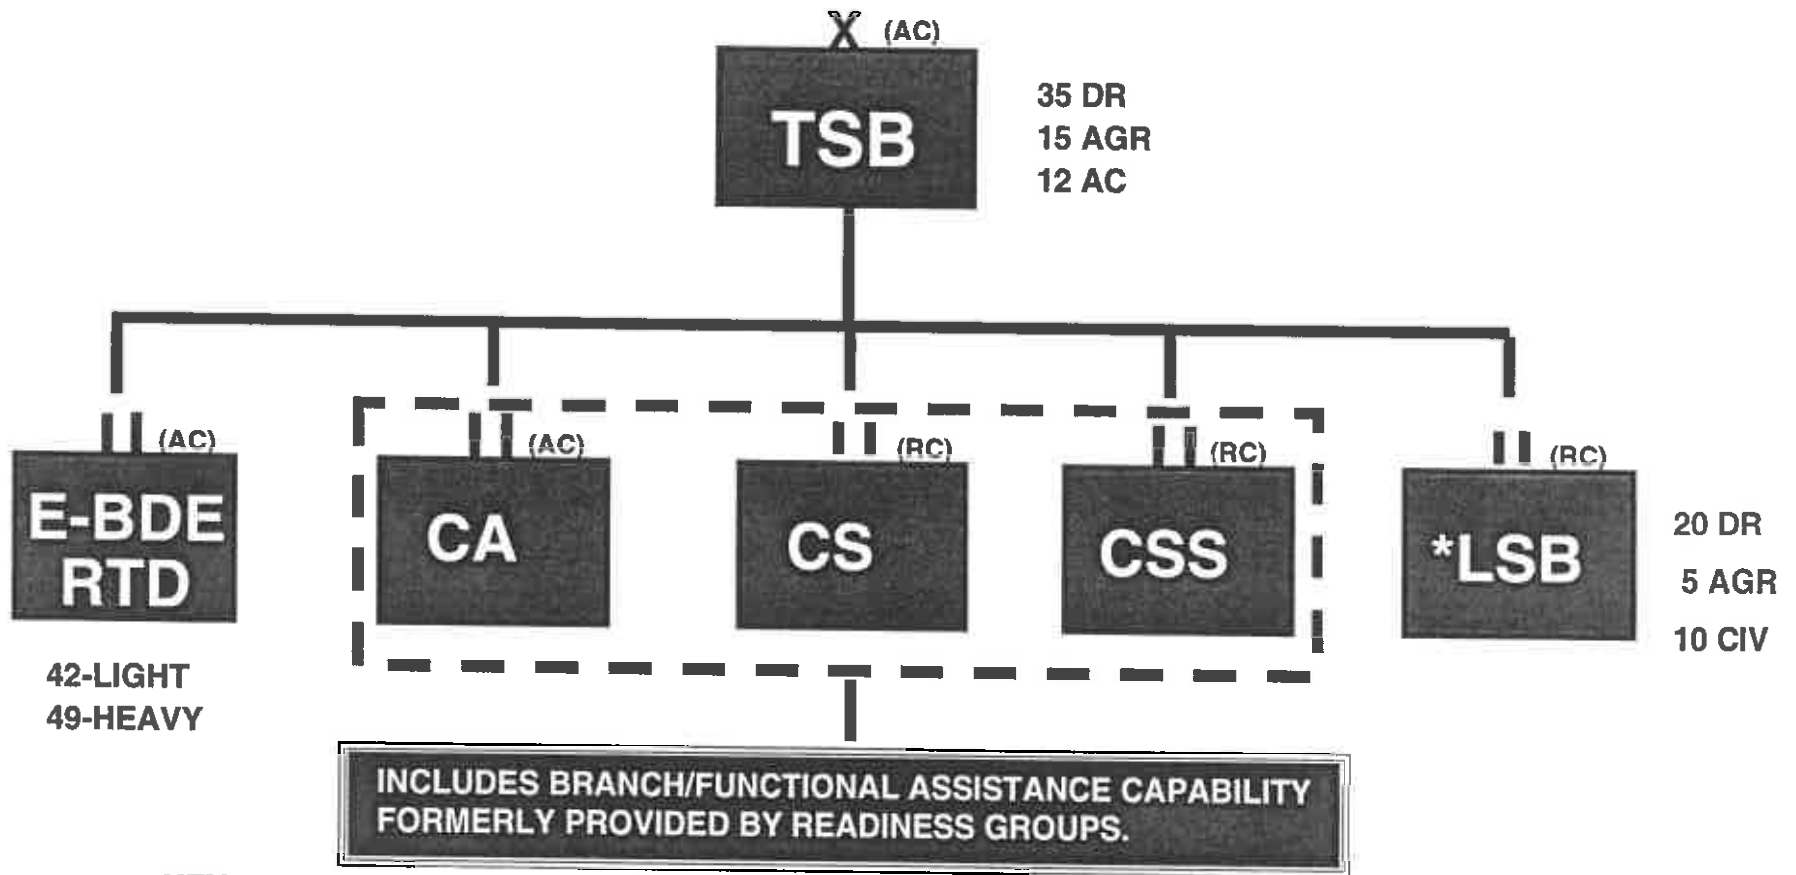 X (AC)
TSB
35 DR
15 AGR
12 AC
(AC)
E-BDE
RTD
42-LIGHT
49-HEAVY
(AC)
CA
(RC)
CS
(RC)
CSS
(RC)
*LSB
20 DR
5 AGR
10 CIV
INCLUDES BRANCH/FUNCTIONAL ASSISTANCE CAPABILITY
FORMERLY PROVIDED BY READINESS GROUPS.